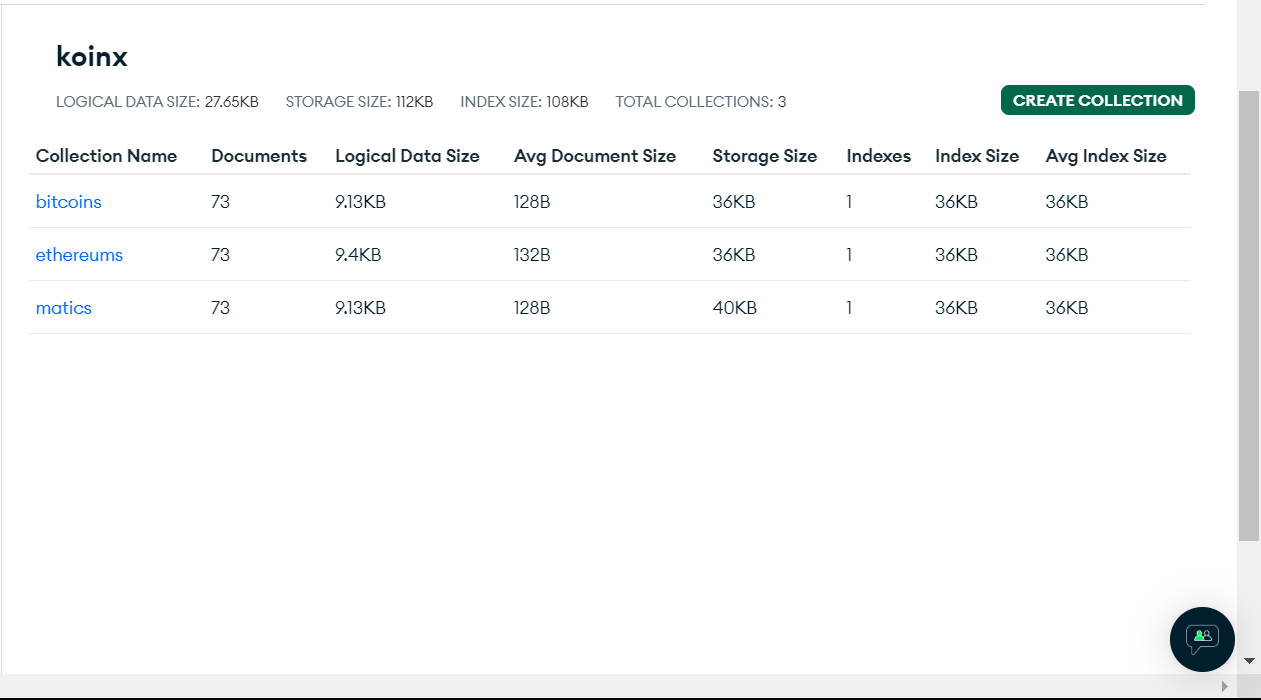 koinx
LOGICAL DATA SIZE: 27.65KB STORAGE SIZE: 112KB INDEX SIZE: 108KB TOTAL COLLECTIONS: 3 CREATE COLLECTION
Collection Name Documents Logical Data Size Avg Document Size Storage Size Indexes Index Size Avg Index Size
bitcoins 73 9.13KB 128B 36KB 1 36KB 36KB
ethereums 73 9.4KB 132B 36KB 1 36KB 36KB
matics 73 9.13KB 128B 40KB 1 36KB 36KB